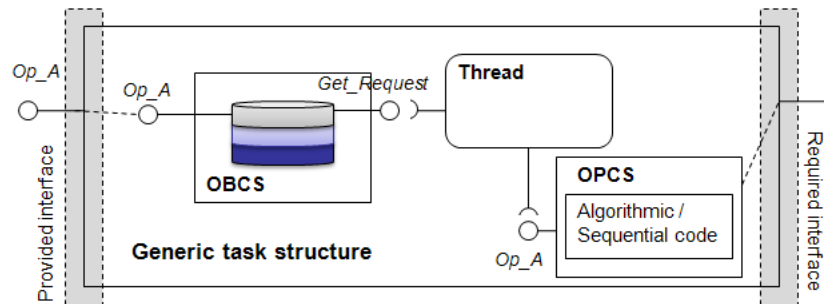 Op_A
Op_A
Get_Request
Thread
OBCS
OPCS
Algorithmic /
Sequential code
Op_A
Generic task structure
Provided interface
Required interface